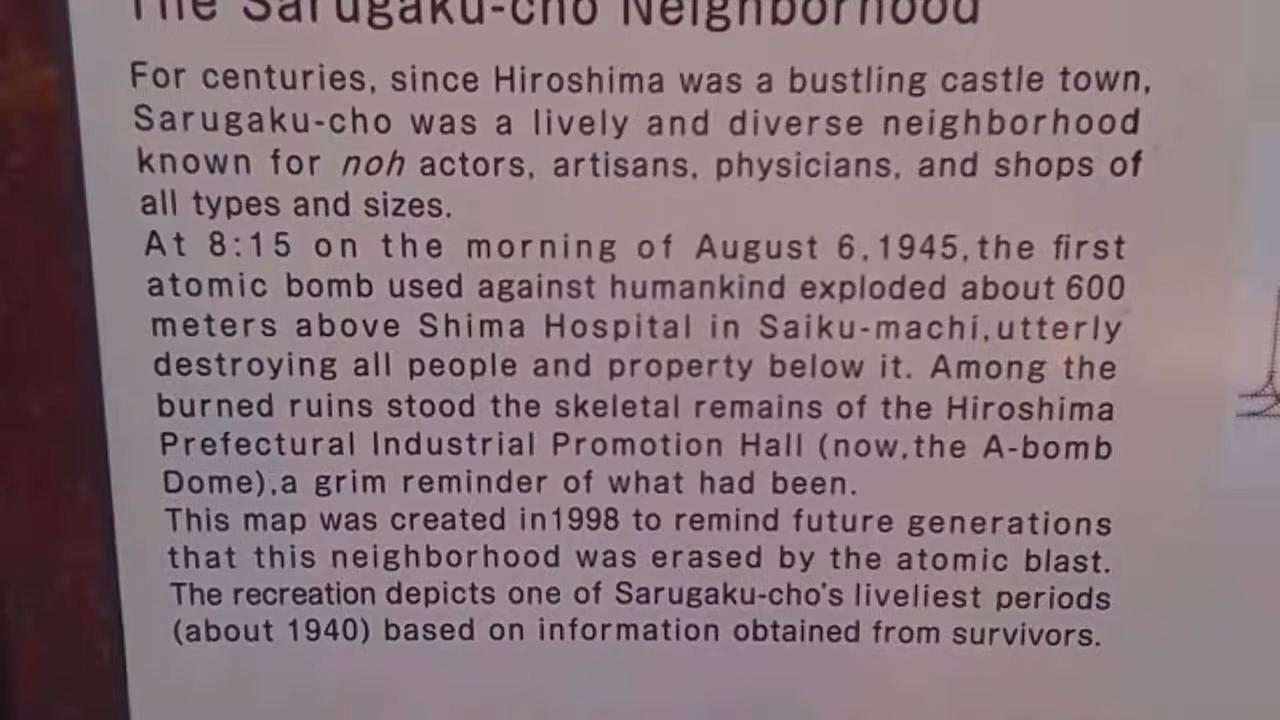 The Sarugaku-cho Neighborhood
For centuries, since Hiroshima was a bustling castle town,
Sarugaku-cho was a lively and diverse neighborhood
known for noh actors, artisans, physicians, and shops of
all types and sizes.
At 8:15 on the morning of August 6,1945,the first
atomic bomb used against humankind exploded about 600
meters above Shima Hospital in Saiku-machi,utterly
destroying all people and property below it. Among the
burned ruins stood the skeletal remains of the Hiroshima
Prefectural Industrial Promotion Hall (now,the A-bomb
Dome),a grim reminder of what had been.
This map was created in1998 to remind future generations
that this neighborhood was erased by the atomic blast.
The recreation depicts one of Sarugaku-cho's liveliest periods
(about 1940) based on information obtained from survivors.